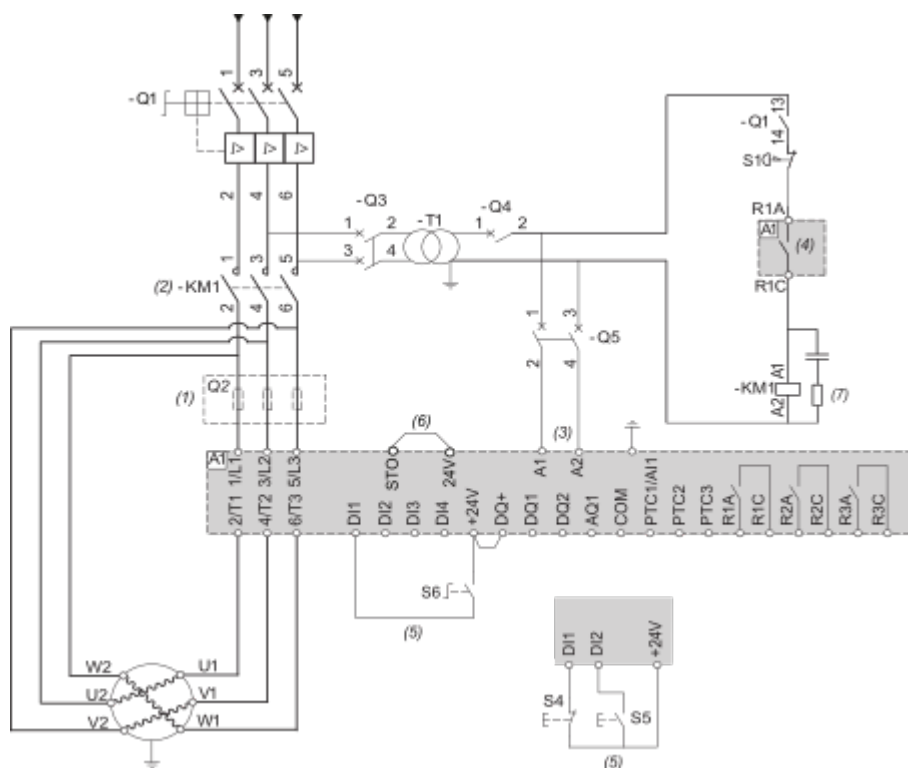 1 3 5
-Q1
I> I> I>
2 4 6
-Q3
1 2
3 4
-T1
-Q4
1 2
13
-Q1
14
S1
R1A
A1 (4)
R1C
1 3 5
(2) -KM1
2 4 6
1 3
-Q5
2 4
A1
-KM1
A2
(7)
(1)
Q2
(6)
(3)
A1
1/L1 3/L2 5/L3
STO 24V A1 A2
2/T1 4/T2 6/T3
DI1 DI2 DI3 DI4 +24V DQ+ DQ1 DQ2 AQ1 COM PTC1/AI1 PTC2 PTC3 R1A R1C R2A R2C R3A R3C
S6
(5)
DI1 DI2 +24V
S4 S5
(5)
W2 U1
U2 V1
V2 W1